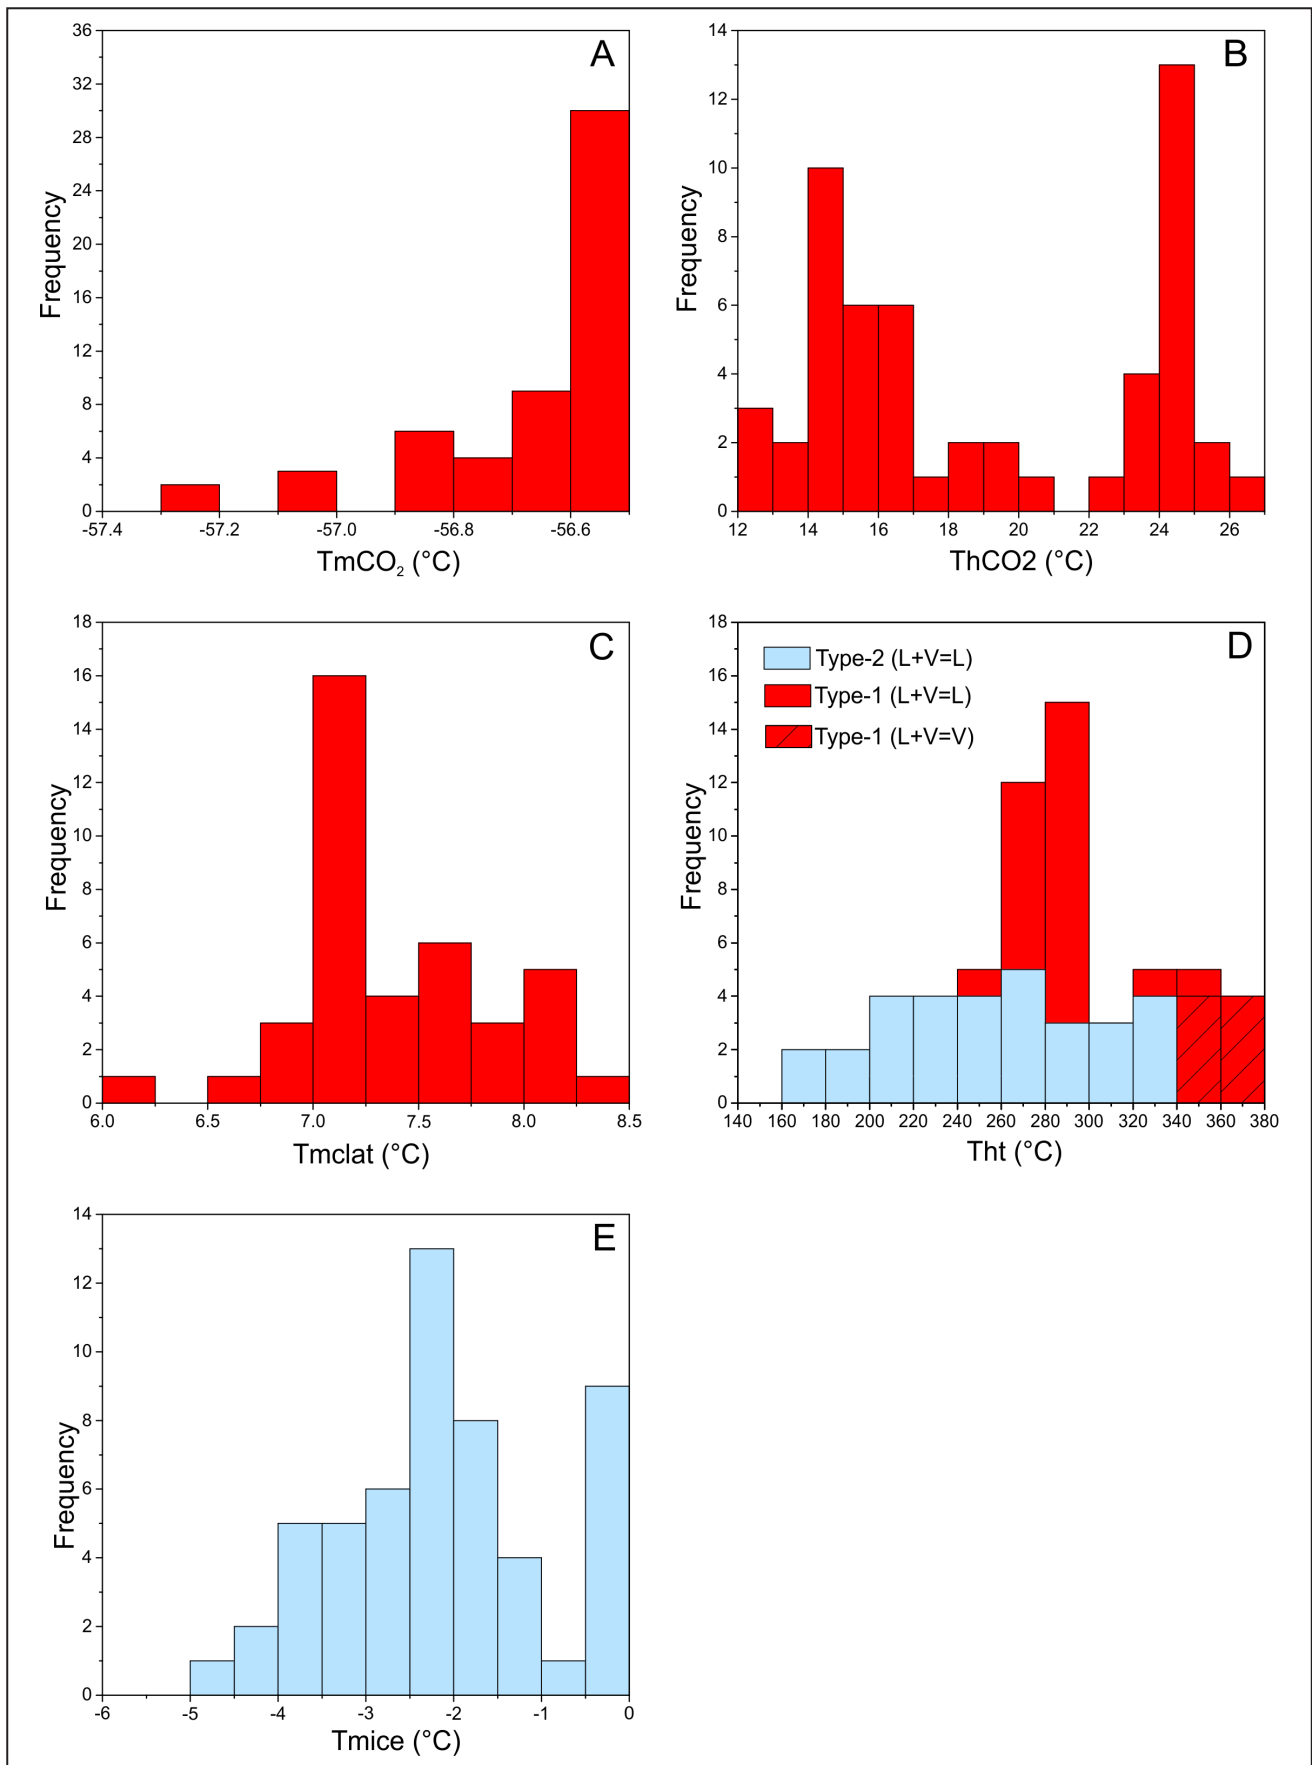 A
36
32
28
24
20
16
12
8
4
0
Frequency
-57.4 -57.2 -57.0 -56.8 -56.6
TmCO₂ (°C)
B
14
12
10
8
6
4
2
0
Frequency
12 14 16 18 20 22 24 26
ThCO2 (°C)
C
18
16
14
12
10
8
6
4
2
0
Frequency
6.0 6.5 7.0 7.5 8.0 8.5
Tmclat (°C)
D
Type-2 (L+V=L)
Type-1 (L+V=L)
Type-1 (L+V=V)
18
16
14
12
10
8
6
4
2
0
Frequency
140 160 180 200 220 240 260 280 300 320 340 360 380
Tht (°C)
E
14
12
10
8
6
4
2
0
Frequency
-6 -5 -4 -3 -2 -1 0
Tmice (°C)